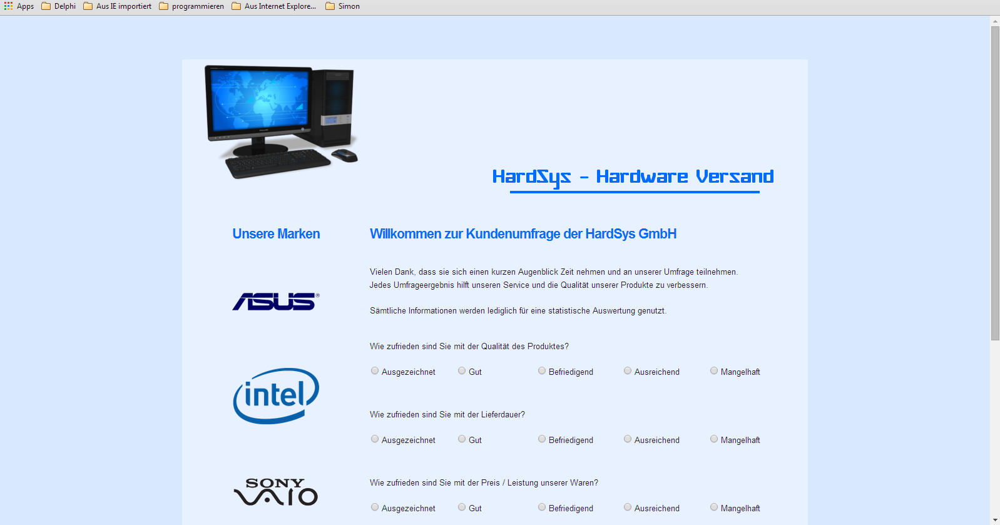 Apps Delphi Aus IE importiert programmieren Aus Internet Explore... Simon
HardSys - Hardware Versand
Unsere Marken
Willkommen zur Kundenumfrage der HardSys GmbH
Vielen Dank, dass sie sich einen kurzen Augenblick Zeit nehmen und an unserer Umfrage teilnehmen.
Jedes Umfrageergebnis hilft unseren Service und die Qualität unserer Produkte zu verbessern.
ASUS®
Sämtliche Informationen werden lediglich für eine statistische Auswertung genutzt.
Wie zufrieden sind Sie mit der Qualität des Produktes?
Ausgezeichnet Gut Befriedigend Ausreichend Mangelhaft
intel
Wie zufrieden sind Sie mit der Lieferdauer?
Ausgezeichnet Gut Befriedigend Ausreichend Mangelhaft
SONY
VAIO
Wie zufrieden sind Sie mit der Preis / Leistung unserer Waren?
Ausgezeichnet Gut Befriedigend Ausreichend Mangelhaft